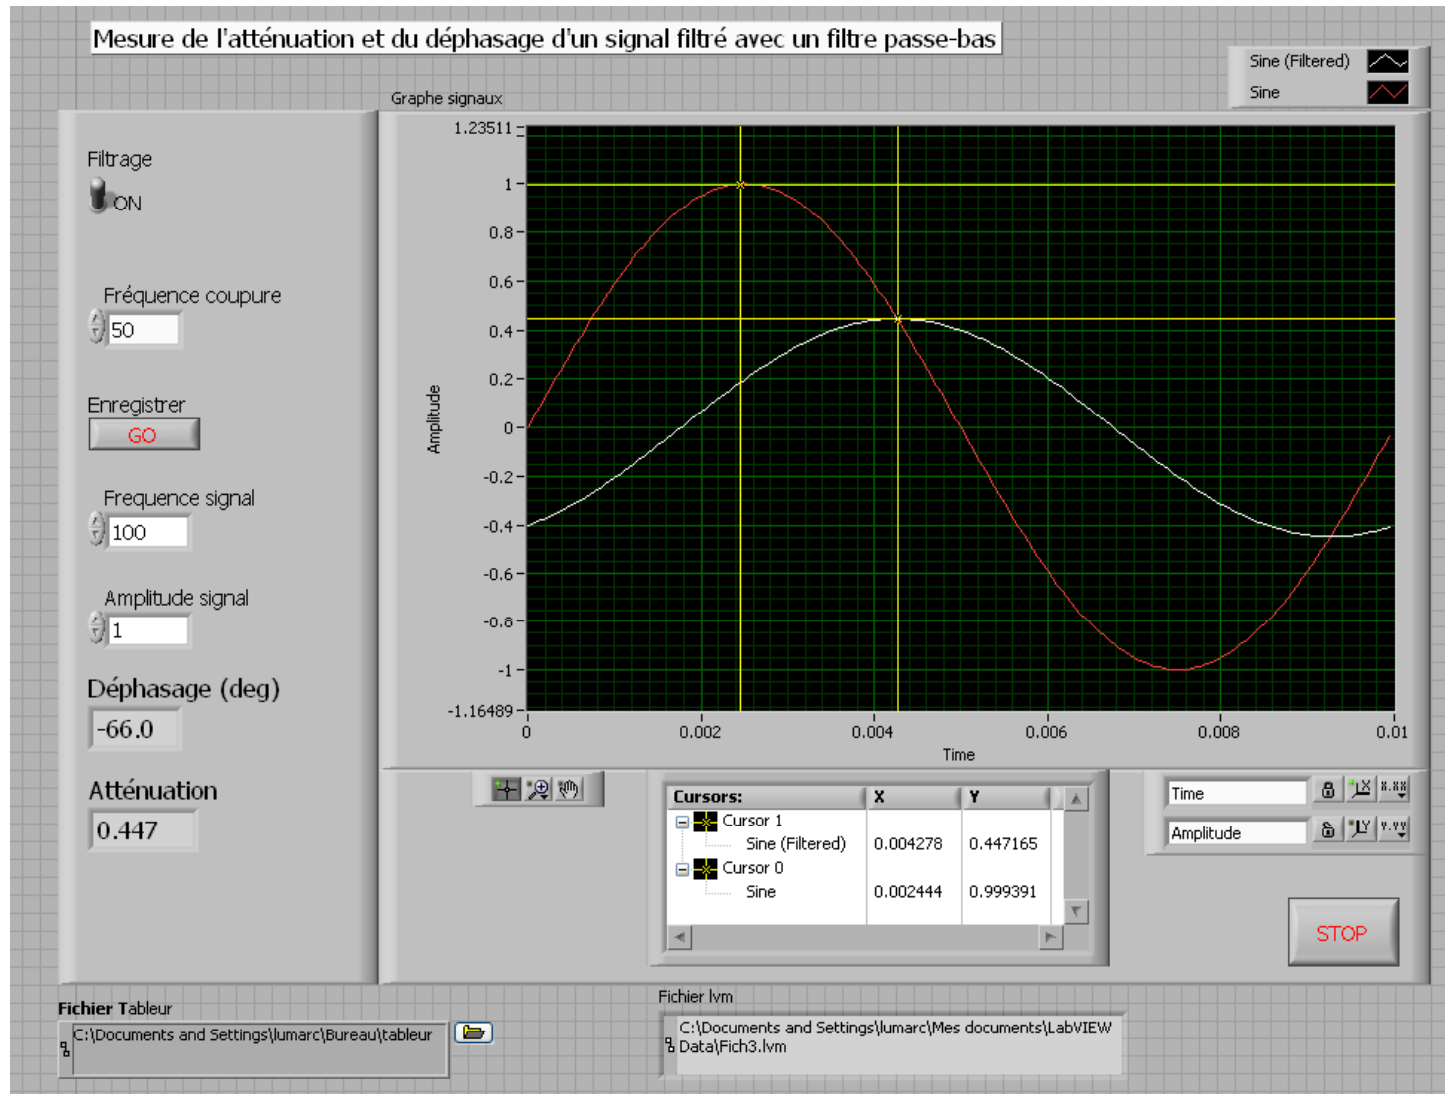 Mesure de l'atténuation et du déphasage d'un signal filtré avec un filtre passe-bas
Sine (Filtered)
Sine
Graphe signaux
Filtrage
ON
Fréquence coupure
50
Enregistrer
GO
Frequence signal
100
Amplitude signal
1
Déphasage (deg)
-66.0
Atténuation
0.447
Amplitude
1.23511
1
0.8
0.6
0.4
0.2
0
-0.2
-0.4
-0.6
-0.8
-1
-1.16489
0 0.002 0.004 0.006 0.008 0.01
Time
Cursors: X Y
Cursor 1
Sine (Filtered) 0.004278 0.447165
Cursor 0
Sine 0.002444 0.999391
Time
Amplitude
STOP
Fichier Tableur
C:\Documents and Settings\lumarc\Bureau\tableur
Fichier lvm
C:\Documents and Settings\lumarc\Mes documents\LabVIEW
Data\Fich3.lvm